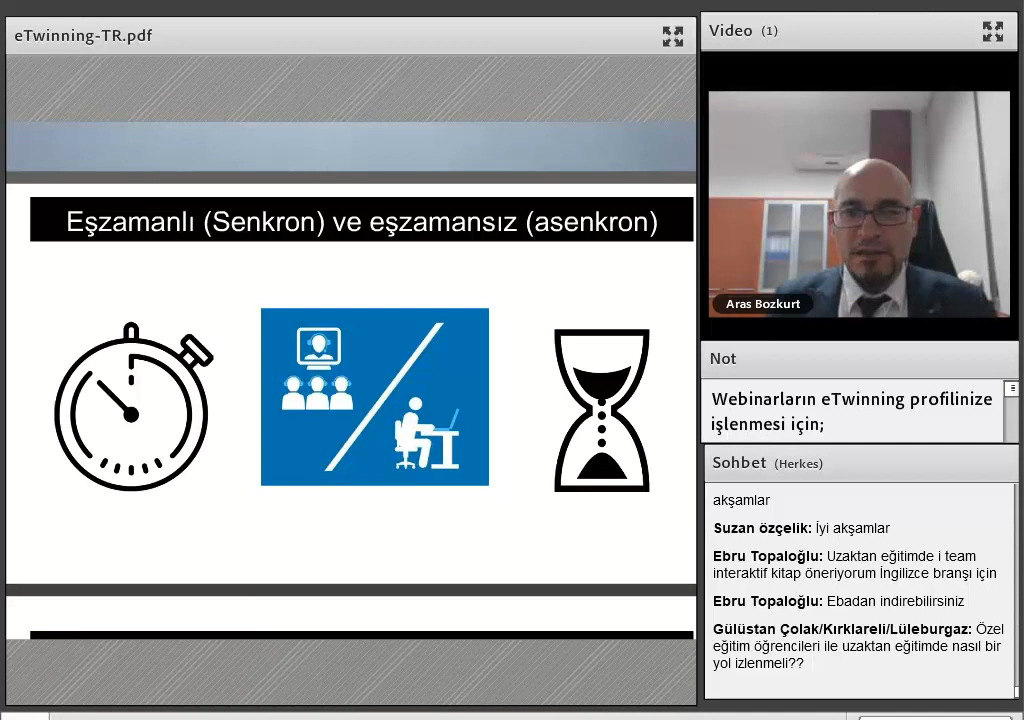 eTwinning-TR.pdf
Eşzamanlı (Senkron) ve eşzamansız (asenkron)
Video (1)
Aras Bozkurt
Not
Webinarların eTwinning profilinize
işlenmesi için;
Sohbet (Herkes)
akşamlar
Suzan özçelik: İyi akşamlar
Ebru Topaloğlu: Uzaktan eğitimde i team
interaktif kitap öneriyorum İngilizce branşı için
Ebru Topaloğlu: Ebadan indirebilirsiniz
Gülüstan Çolak/Kırklareli/Lüleburgaz: Özel
eğitim öğrencileri ile uzaktan eğitimde nasıl bir
yol izlenmeli??